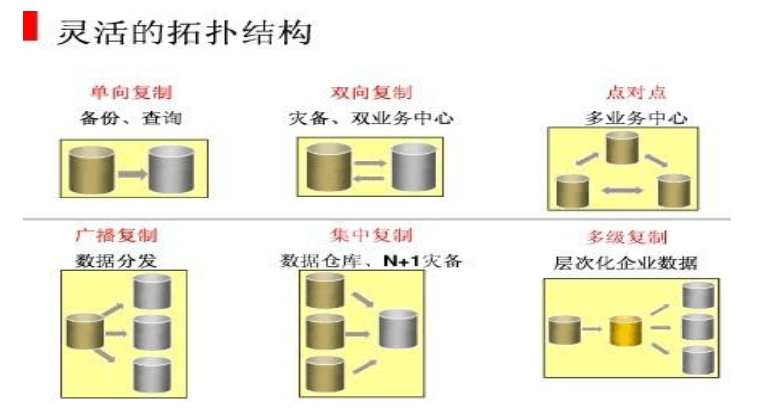 灵活的拓扑结构
单向复制
备份、查询
双向复制
灾备、双业务中心
点对点
多业务中心
广播复制
数据分发
集中复制
数据仓库、N+1灾备
多级复制
层次化企业数据